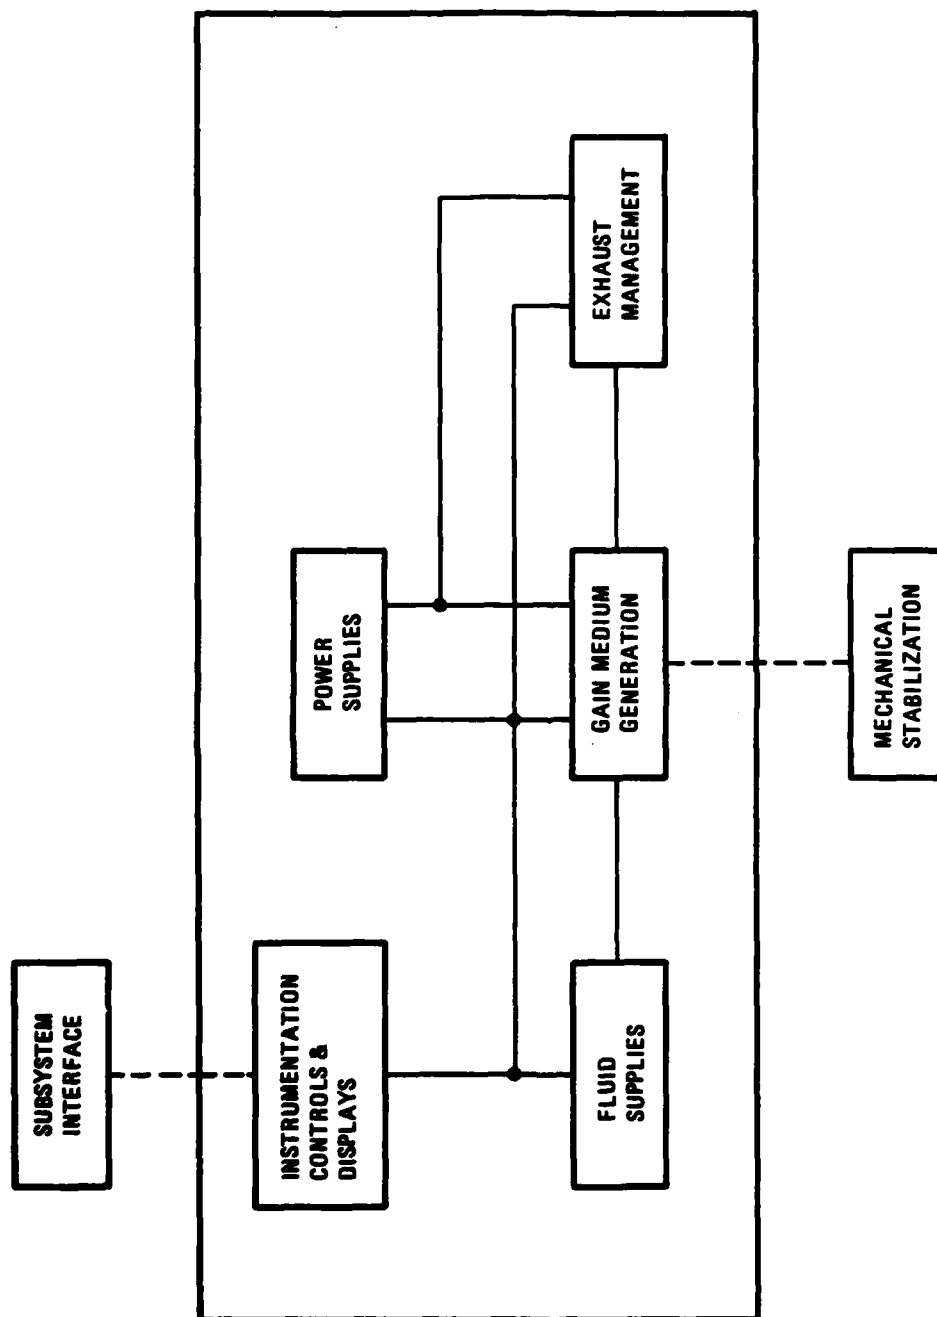 SUBSYSTEM
INTERFACE
INSTRUMENTATION
CONTROLS &
DISPLAYS
POWER
SUPPLIES
FLUID
SUPPLIES
GAIN MEDIUM
GENERATION
EXHAUST
MANAGEMENT
MECHANICAL
STABILIZATION